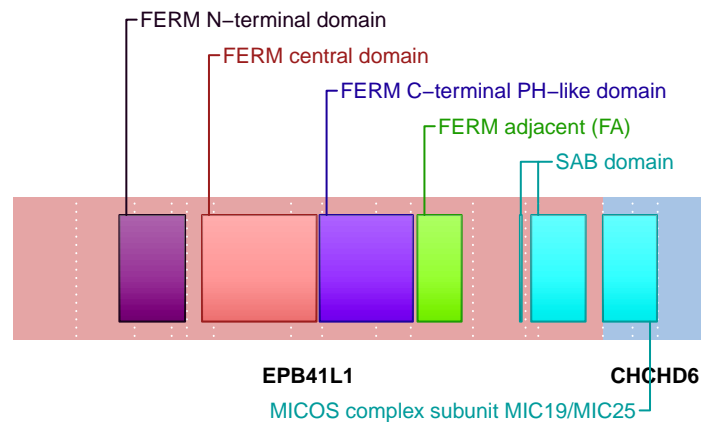 FERM N−terminal domain
FERM central domain
FERM C−terminal PH−like domain
FERM adjacent (FA)
SAB domain
EPB41L1
CHCHD6
MICOS complex subunit MIC19/MIC25